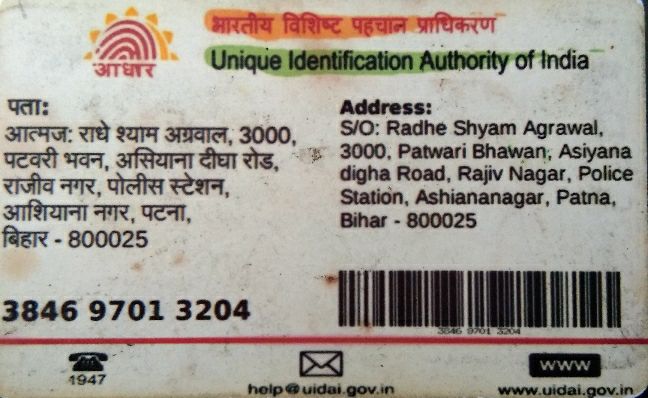 आधार
भारतीय विशिष्ट पहचान प्राधिकरण
Unique Identification Authority of India
पता:
आत्मज: राधे श्याम अग्रवाल, 3000,
पटवरी भवन, असियाना दीघा रोड,
राजीव नगर, पोलीस स्टेशन,
आशियाना नगर, पटना,
बिहार - 800025
Address:
S/O: Radhe Shyam Agrawal,
3000, Patwari Bhawan, Asiyana
digha Road, Rajiv Nagar, Police
Station, Ashiananagar, Patna,
Bihar - 800025
3846 9701 3204
3846 9701 3204
1947
help@uidai.gov.in
www
www.uidai.gov.in